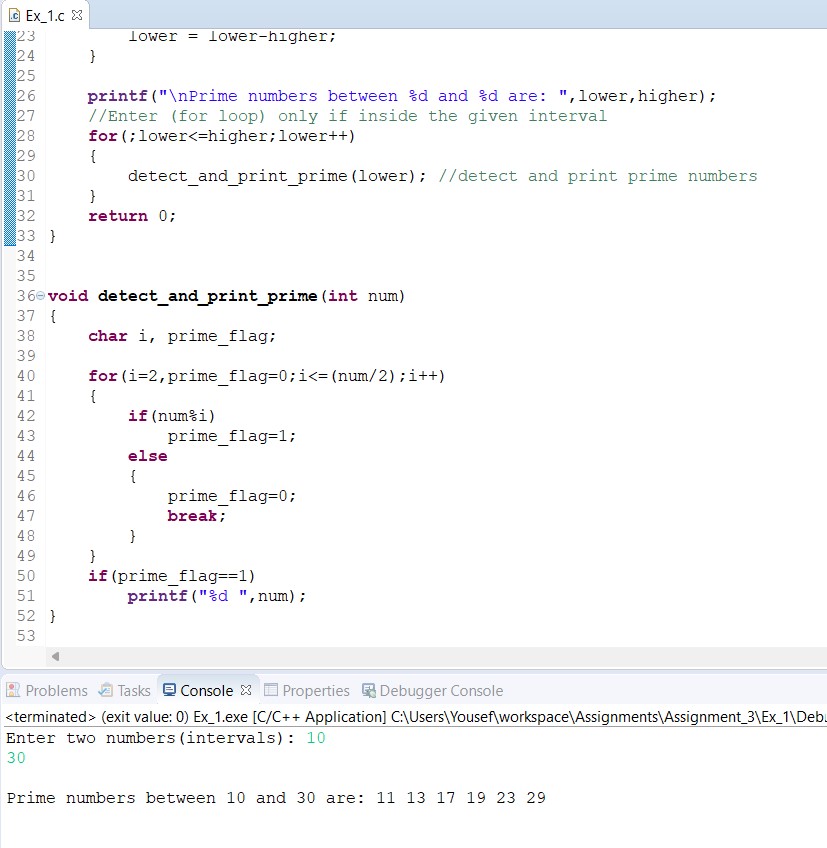 Ex_1.c
23 lower = lower-higher;
24 }
25
26 printf("\nPrime numbers between %d and %d are: ",lower,higher);
27 //Enter (for loop) only if inside the given interval
28 for(;lower<=higher;lower++)
29 {
30 detect_and_print_prime(lower); //detect and print prime numbers
31 }
32 return 0;
33 }
34
35
36 void detect_and_print_prime(int num)
37 {
38 char i, prime_flag;
39
40 for(i=2,prime_flag=0;i<=(num/2);i++)
41 {
42 if(num%i)
43 prime_flag=1;
44 else
45 {
46 prime_flag=0;
47 break;
48 }
49 }
50 if(prime_flag==1)
51 printf("%d ",num);
52 }
53
Problems Tasks Console Properties Debugger Console
<terminated> (exit value: 0) Ex_1.exe [C/C++ Application] C:\Users\Yousef\workspace\Assignments\Assignment_3\Ex_1\Debu
Enter two numbers(intervals): 10
30
Prime numbers between 10 and 30 are: 11 13 17 19 23 29